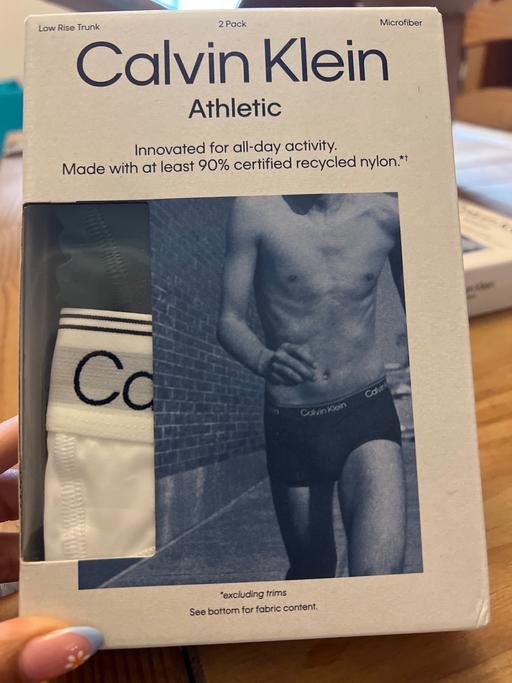 Low Rise Trunk 2 Pack Microfiber
Calvin Klein
Athletic
Innovated for all-day activity.
Made with at least 90% certified recycled nylon.*†
Ca
Calvin Klein
*excluding trims
See bottom for fabric content.